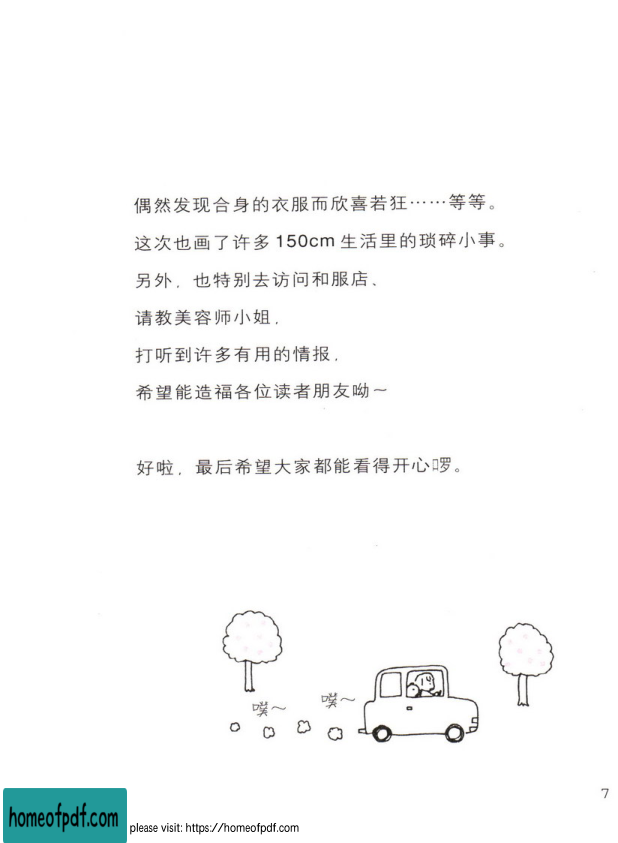 偶然发现合身的衣服而欣喜若狂……等等。
这次也画了许多150cm生活里的琐碎小事。
另外，也特别去访问和服店、
请教美容师小姐，
打听到许多有用的情报，
希望能造福各位读者朋友呦～
好啦，最后希望大家都能看得开心啰。
噗～
噗～
7
homeofpdf.com
please visit: https://homeofpdf.com